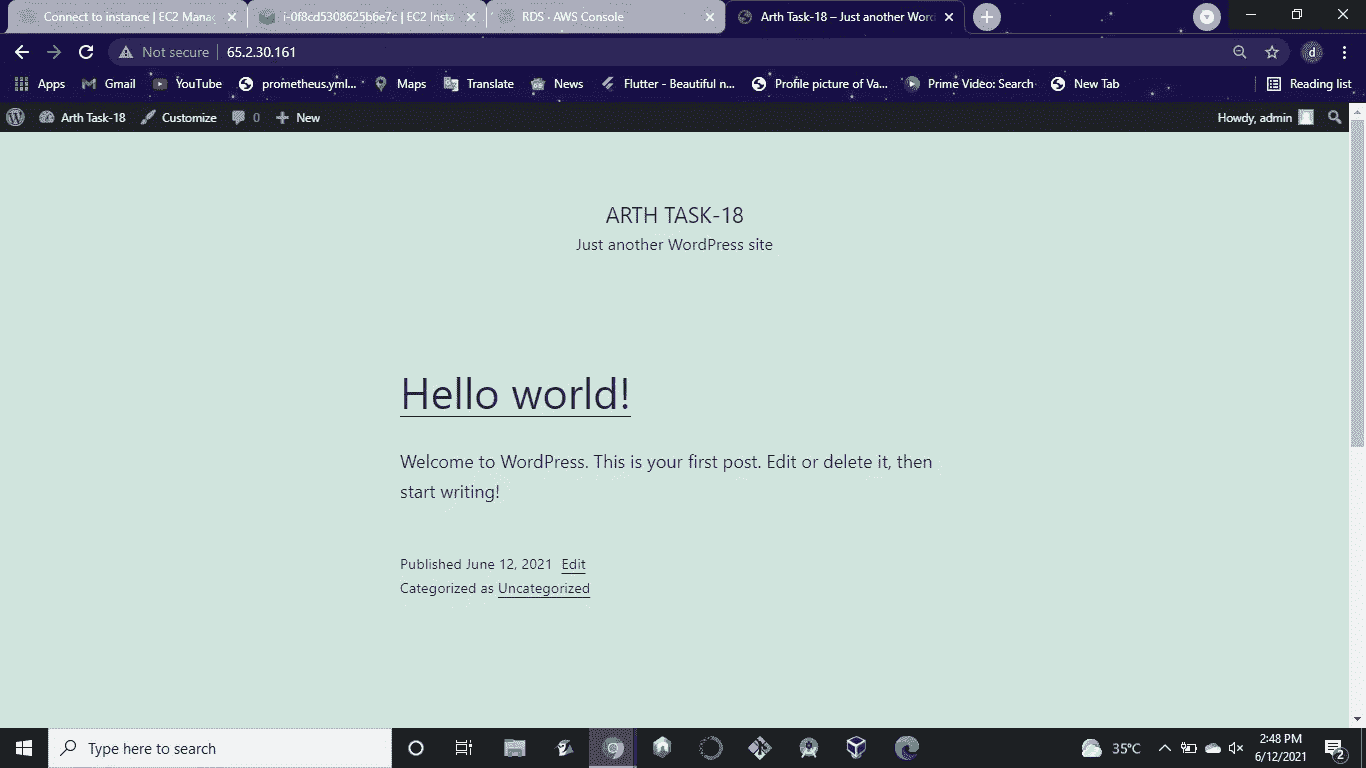 Connect to instance | EC2 Manag
i-0f8cd5308625b6e7c | EC2 Insta
RDS · AWS Console
Arth Task-18 – Just another Word
Not secure
65.2.30.161
d
Apps
Gmail
YouTube
prometheus.yml...
Maps
Translate
News
Flutter - Beautiful n...
Profile picture of Va...
Prime Video: Search
New Tab
Reading list
Arth Task-18
Customize
0
New
Howdy, admin
ARTH TASK-18
Just another WordPress site
Hello world!
Welcome to WordPress. This is your first post. Edit or delete it, then
start writing!
Published June 12, 2021 Edit
Categorized as Uncategorized
Type here to search
35°C
2:48 PM
6/12/2021
2